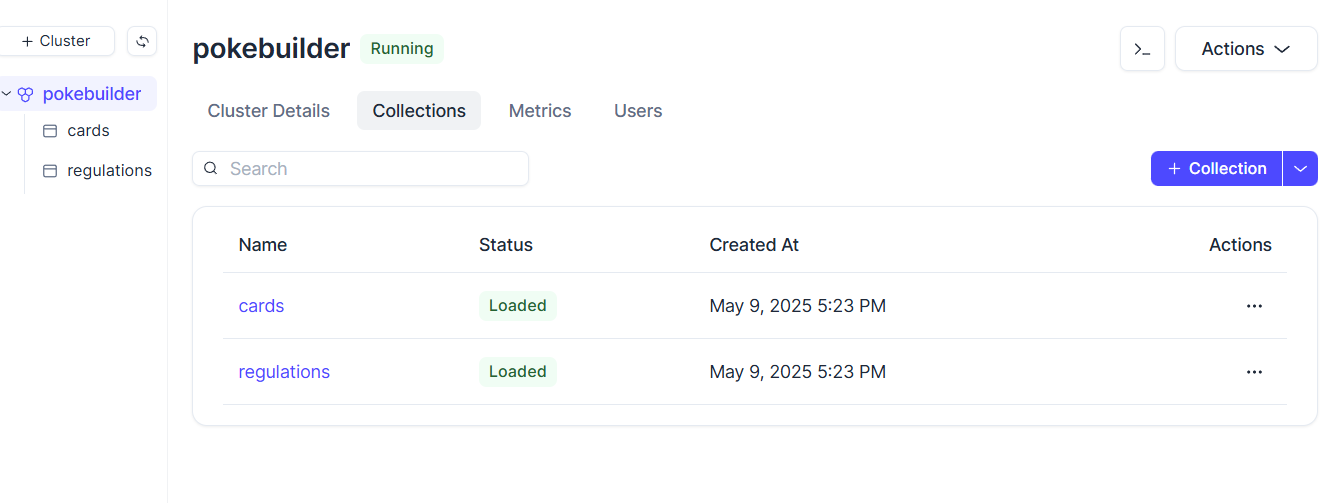 + Cluster
pokebuilder
cards
regulations
pokebuilder Running
>_ Actions
Cluster Details Collections Metrics Users
Search
+ Collection
Name Status Created At Actions
cards Loaded May 9, 2025 5:23 PM ...
regulations Loaded May 9, 2025 5:23 PM ...